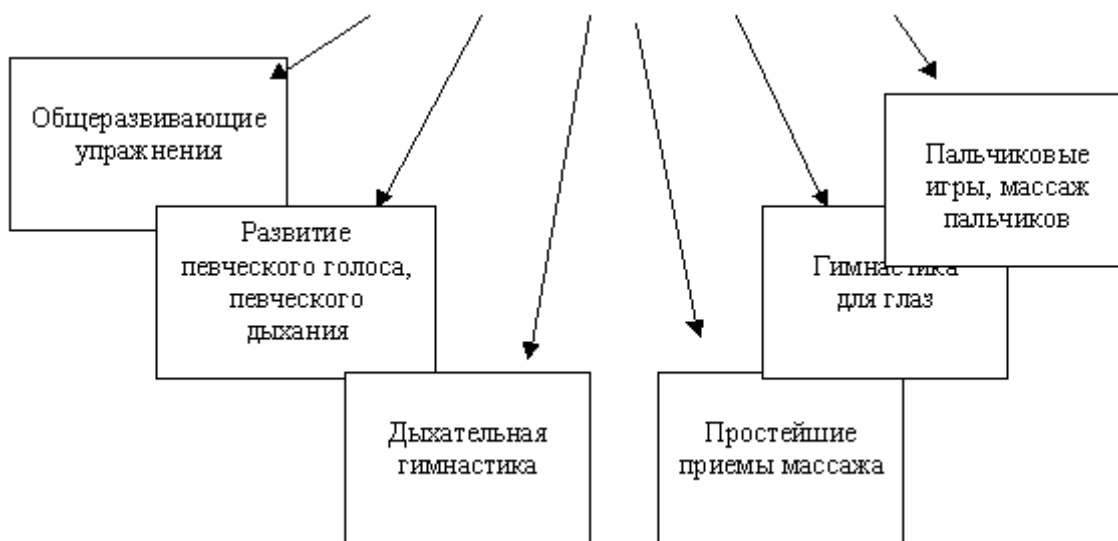 Общеразвивающие
упражнения
Развитие
певческого голоса,
певческого
дыхания
Дыхательная
гимнастика
Простейшие
приемы массажа
Гимнастика
для глаз
Пальчиковые
игры, массаж
пальчиков